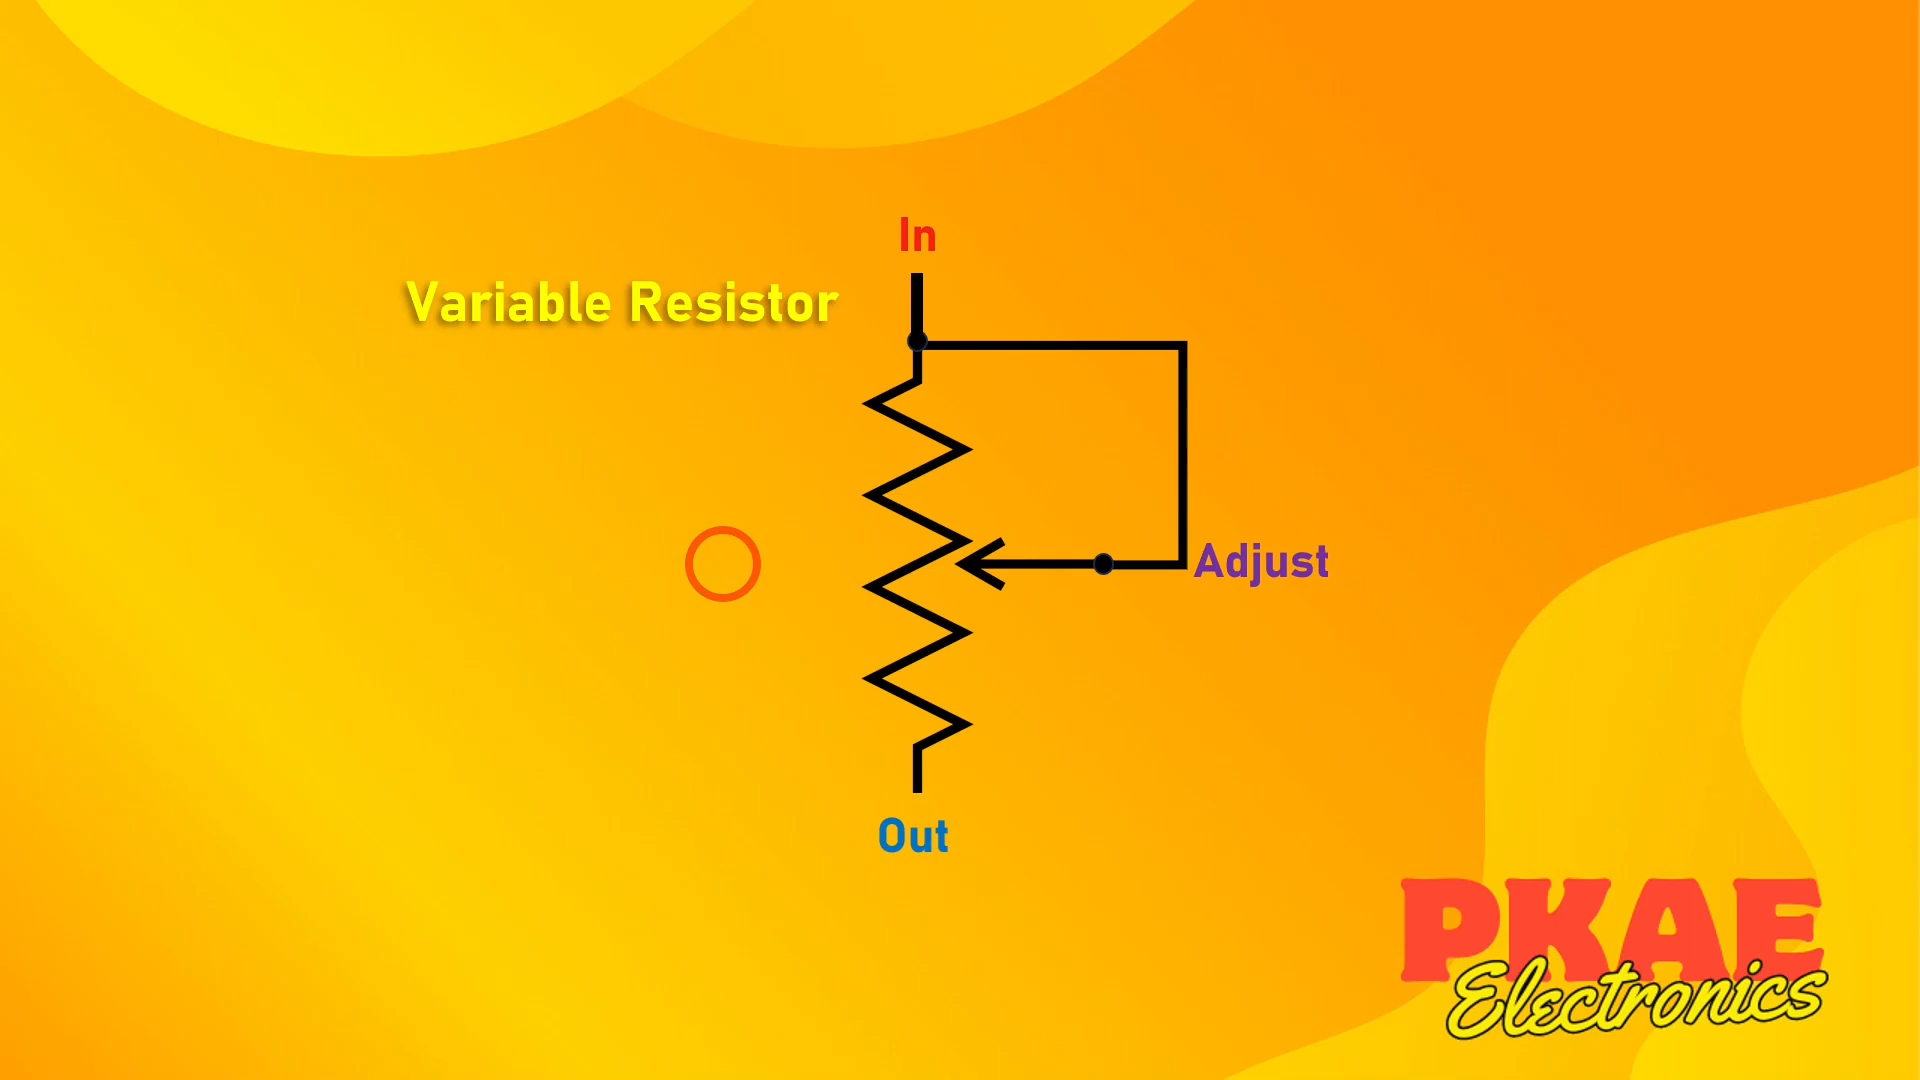 In
Variable Resistor
Adjust
Out
PKAE
Electronics